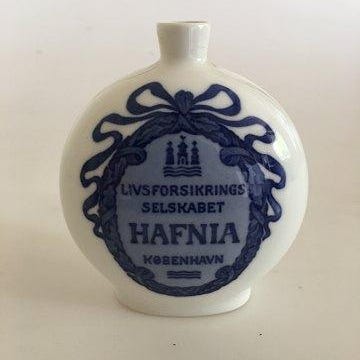 LIVSFORSIKRINGS
SELSKABET
HAFNIA
KØBENHAVN